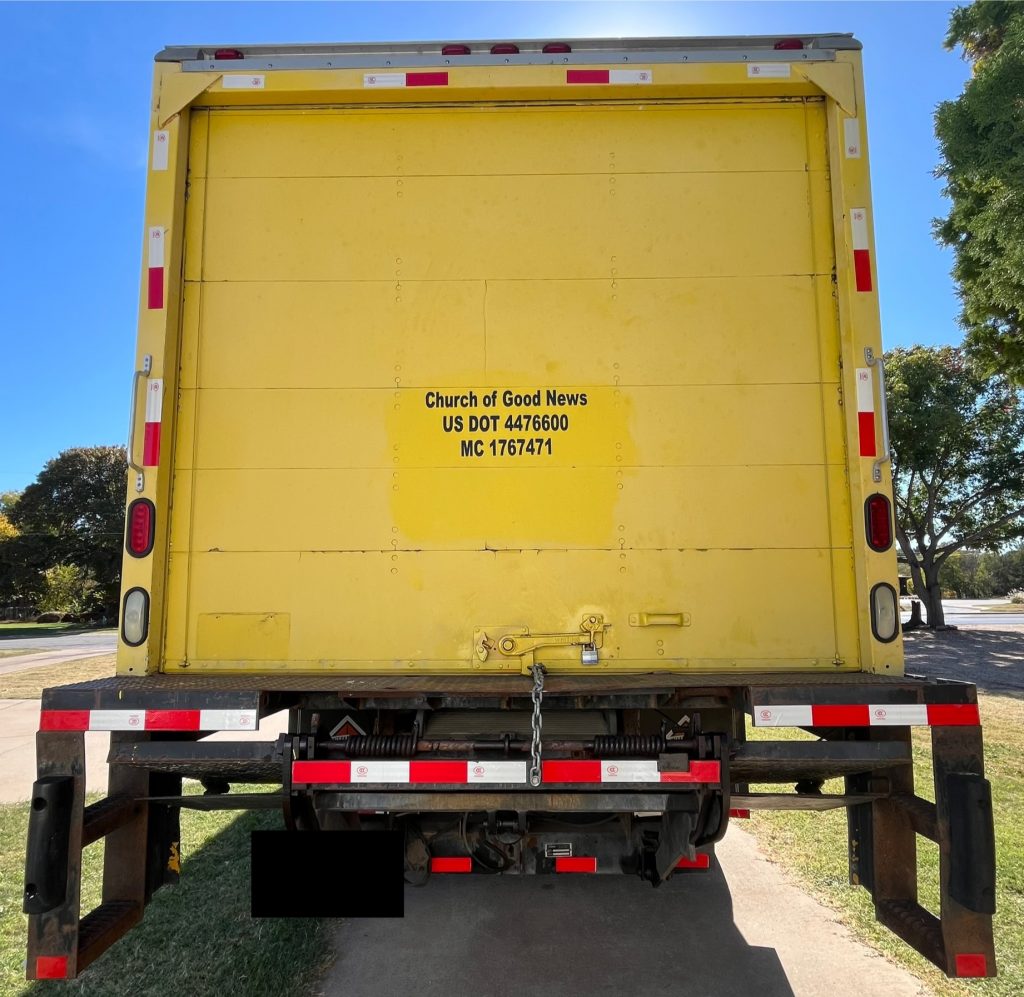 Church of Good News
US DOT 4476600
MC 1767471